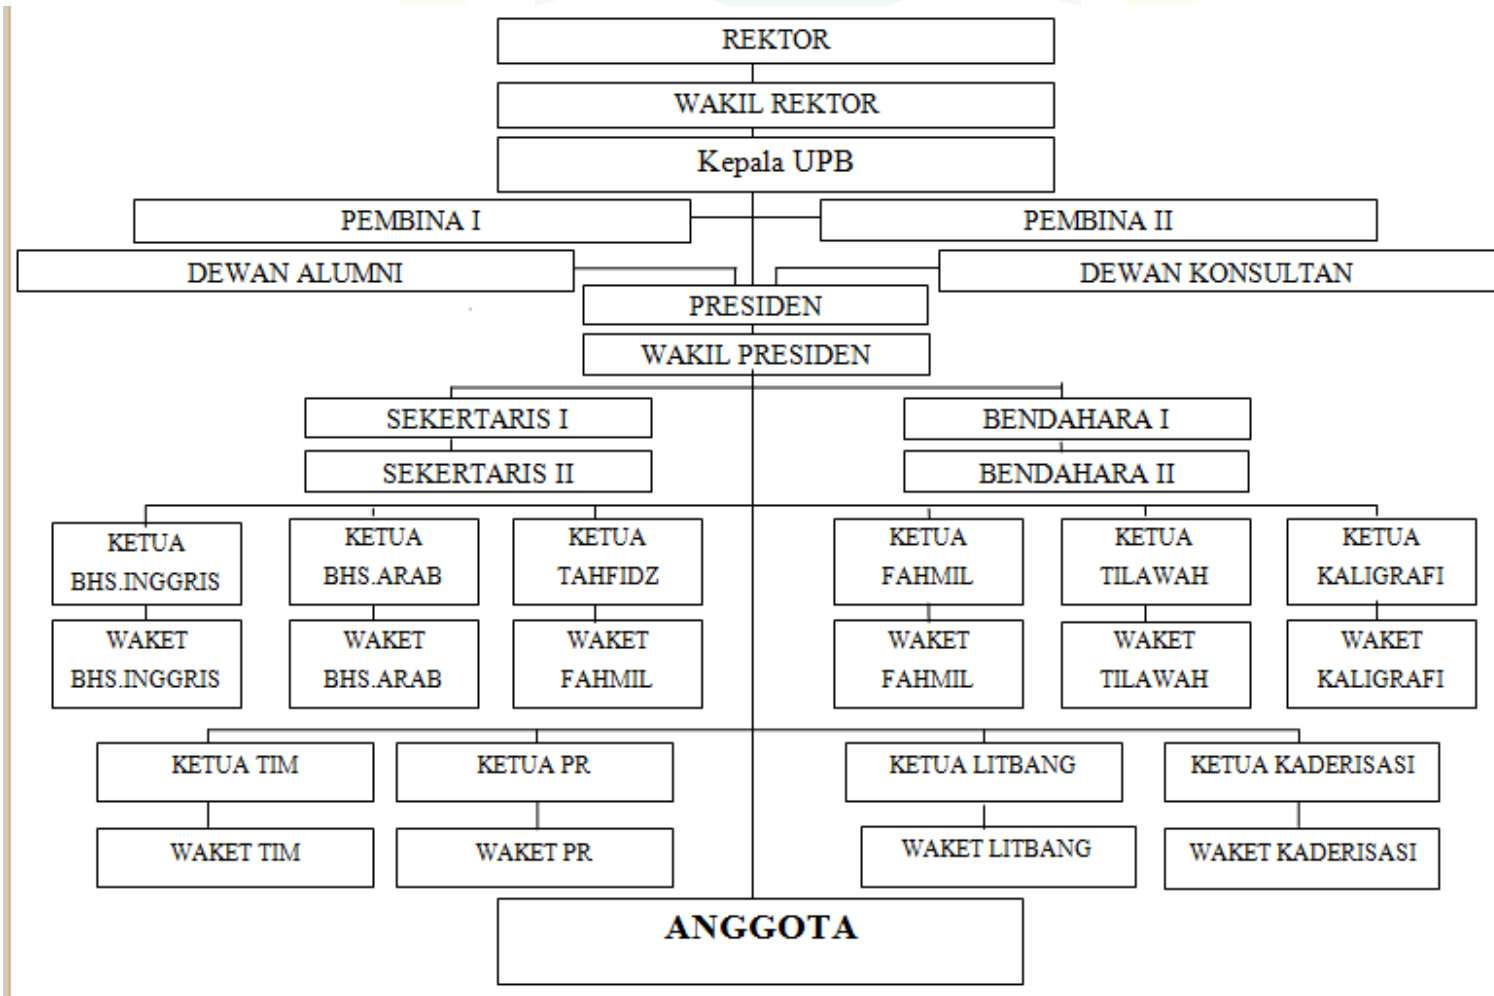 REKTOR
WAKIL REKTOR
Kepala UPB
PEMBINA I
PEMBINA II
DEWAN ALUMNI
DEWAN KONSULTAN
PRESIDEN
WAKIL PRESIDEN
SEKERTARIS I
BENDAHARA I
SEKERTARIS II
BENDAHARA II
KETUA
BHS.INGGRIS
KETUA
BHS.ARAB
KETUA
TAHFIDZ
KETUA
FAHMIL
KETUA
TILAWAH
KETUA
KALIGRAFI
WAKET
BHS.INGGRIS
WAKET
BHS.ARAB
WAKET
FAHMIL
WAKET
FAHMIL
WAKET
TILAWAH
WAKET
KALIGRAFI
KETUA TIM
KETUA PR
KETUA LITBANG
KETUA KADERISASI
WAKET TIM
WAKET PR
WAKET LITBANG
WAKET KADERISASI
ANGGOTA